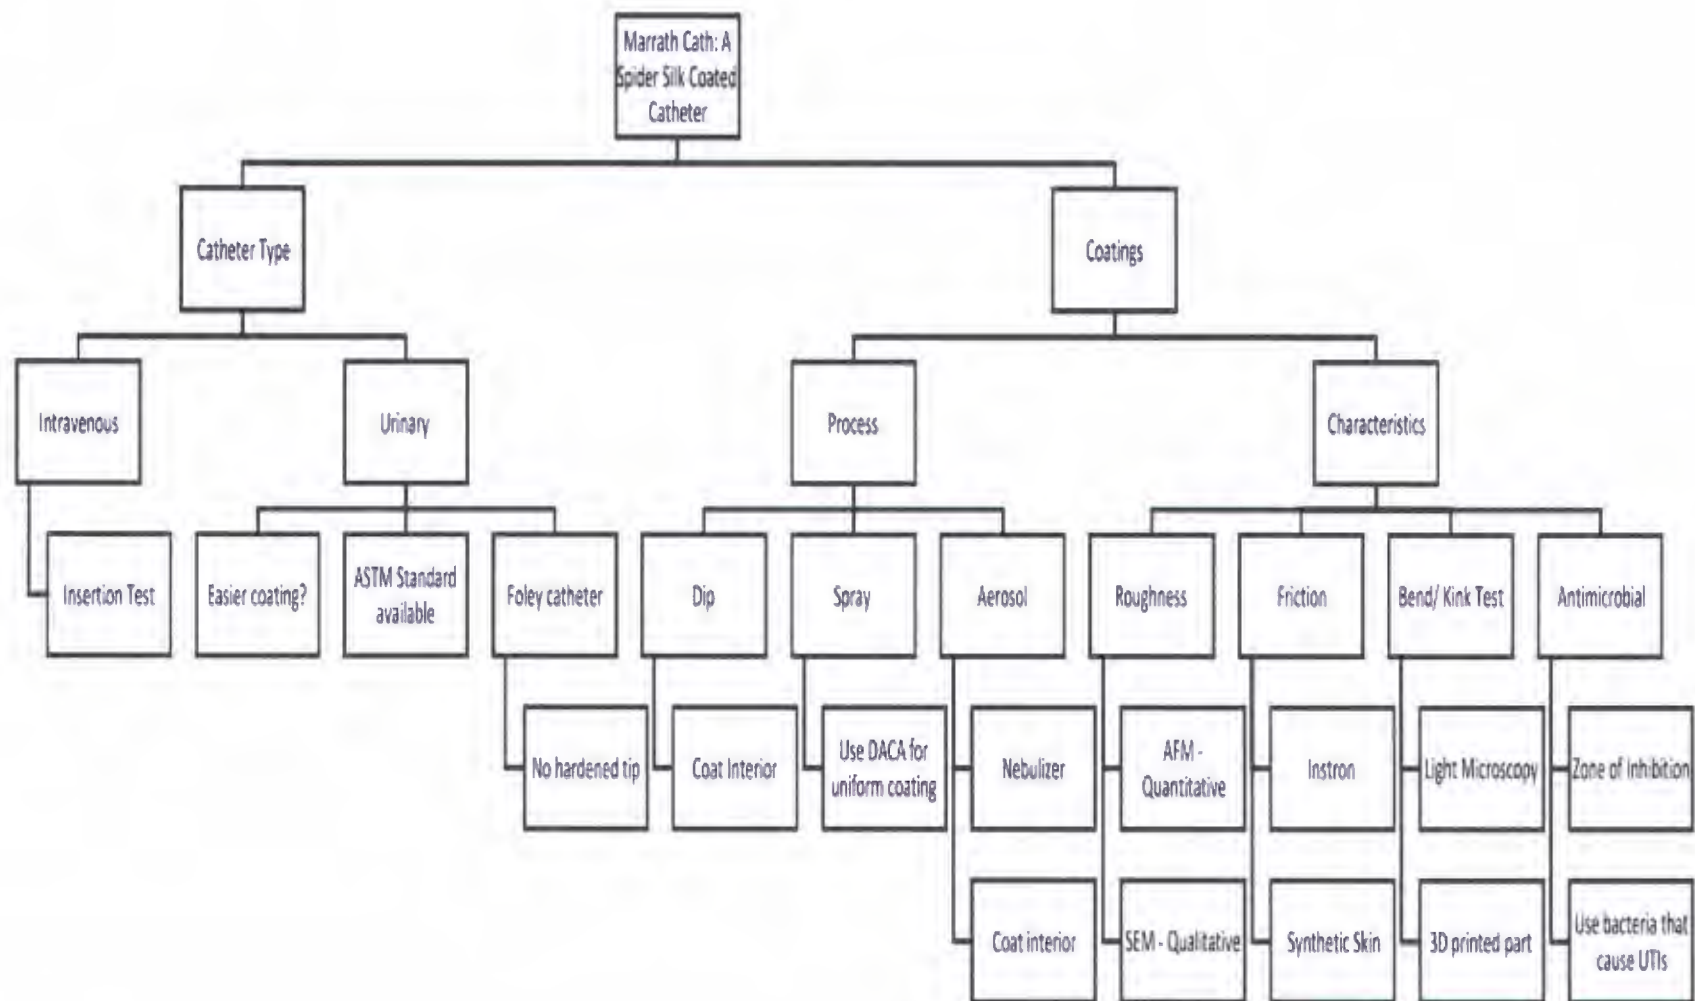 Marrath Cath: A
Spider Silk Coated
Catheter
Catheter Type
Coatings
Intravenous
Urinary
Process
Characteristics
Insertion Test
Easier coating?
ASTM Standard
available
Foley catheter
Dip
Spray
Aerosol
Roughness
Friction
Bend/ Kink Test
Antimicrobial
No hardened tip
Coat Interior
Use DACA for
uniform coating
Nebulizer
AFM -
Quantitative
Instron
Light Microscopy
Zone of Inhibition
Coat interior
SEM - Qualitative
Synthetic Skin
3D printed part
Use bacteria that
cause UTIs